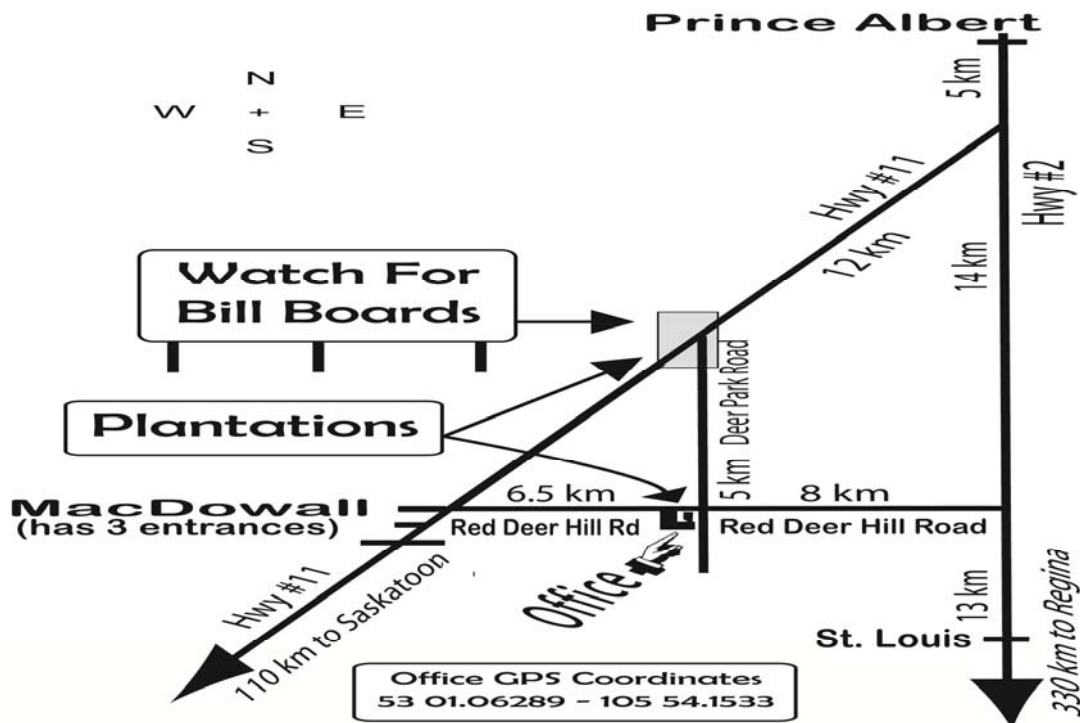 Prince Albert
N
W + E
S
5 km
Hwy #11
12 km
Hwy #2
14 km
Watch For
Bill Boards
Plantations
5 km Deer Park Road
6.5 km
8 km
MacDowall
(has 3 entrances)
Red Deer Hill Rd
Red Deer Hill Road
Office
Hwy #11
110 km to Saskatoon
13 km
St. Louis
330 km to Regina
Office GPS Coordinates
53 01.06289 - 105 54.1533